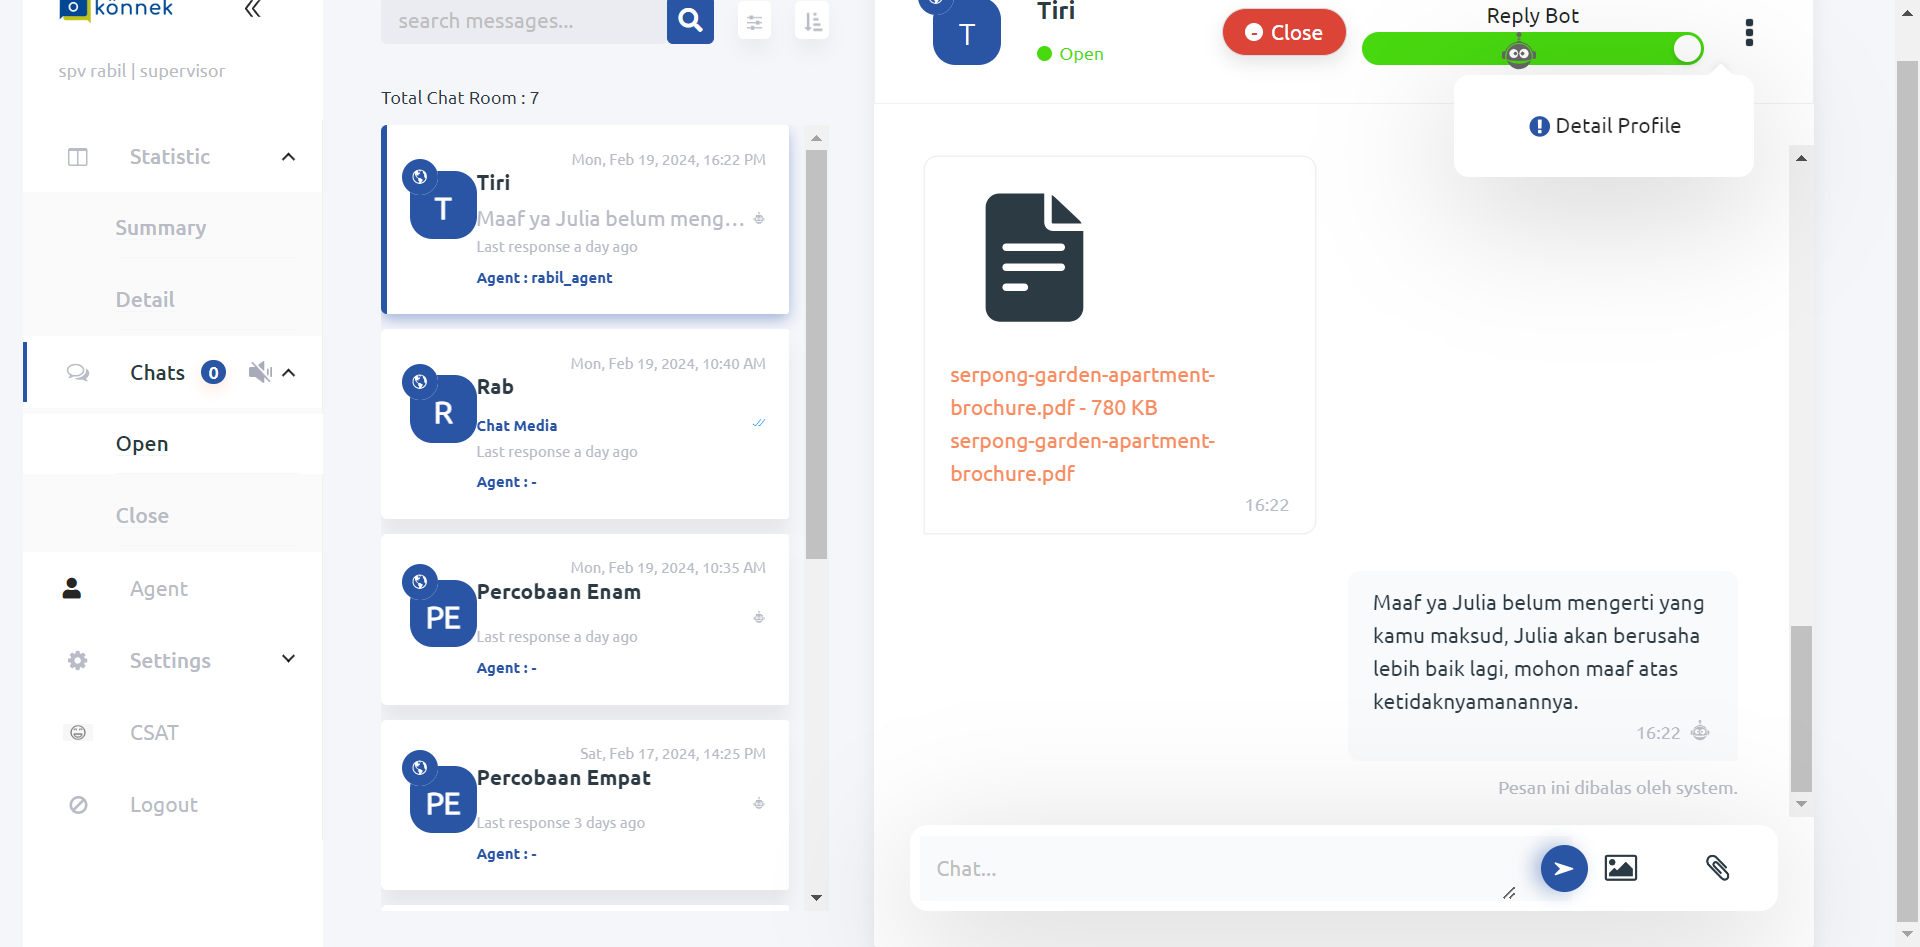 könnek
spv rabil | supervisor
Statistic
Summary
Detail
Chats 0
Open
Close
Agent
Settings
CSAT
Logout
search messages...
Total Chat Room : 7
Mon, Feb 19, 2024, 16:22 PM
T
Tiri
Maaf ya Julia belum meng...
Last response a day ago
Agent : rabil_agent
Mon, Feb 19, 2024, 10:40 AM
R
Rab
Chat Media
Last response a day ago
Agent : -
Mon, Feb 19, 2024, 10:35 AM
PE
Percobaan Enam
Last response a day ago
Agent : -
Sat, Feb 17, 2024, 14:25 PM
PE
Percobaan Empat
Last response 3 days ago
Agent : -
T
Tiri
Open
Close
Reply Bot
Detail Profile
serpong-garden-apartment-
brochure.pdf - 780 KB
serpong-garden-apartment-
brochure.pdf
16:22
Maaf ya Julia belum mengerti yang
kamu maksud, Julia akan berusaha
lebih baik lagi, mohon maaf atas
ketidaknyamanannya.
16:22
Pesan ini dibalas oleh system.
Chat...